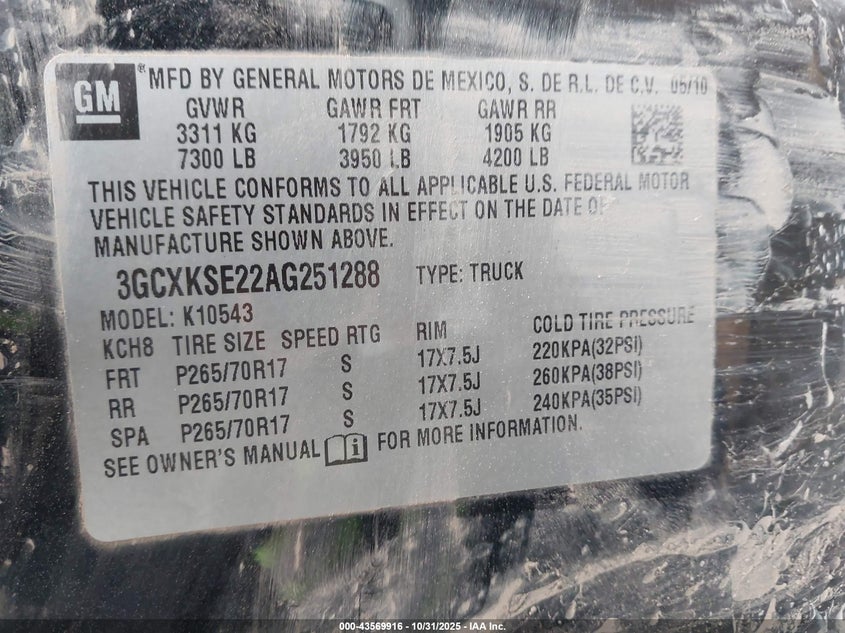 GM ® MFD BY GENERAL MOTORS DE MEXICO, S. DE R.L. DE C.V. 05/10
GVWR GAWR FRT GAWR RR
3311 KG 1792 KG 1905 KG
7300 LB 3950 LB 4200 LB
THIS VEHICLE CONFORMS TO ALL APPLICABLE U.S. FEDERAL MOTOR
VEHICLE SAFETY STANDARDS IN EFFECT ON THE DATE OF
MANUFACTURE SHOWN ABOVE.
3GCXKSE22AG251288 TYPE: TRUCK
MODEL: K10543
KCH8 TIRE SIZE SPEED RTG RIM COLD TIRE PRESSURE
FRT P265/70R17 S 17X7.5J 220KPA(32PSI)
RR P265/70R17 S 17X7.5J 260KPA(38PSI)
SPA P265/70R17 S 17X7.5J 240KPA(35PSI)
SEE OWNER'S MANUAL i FOR MORE INFORMATION.
000-43569916 - 10/31/2025 - IAA Inc.